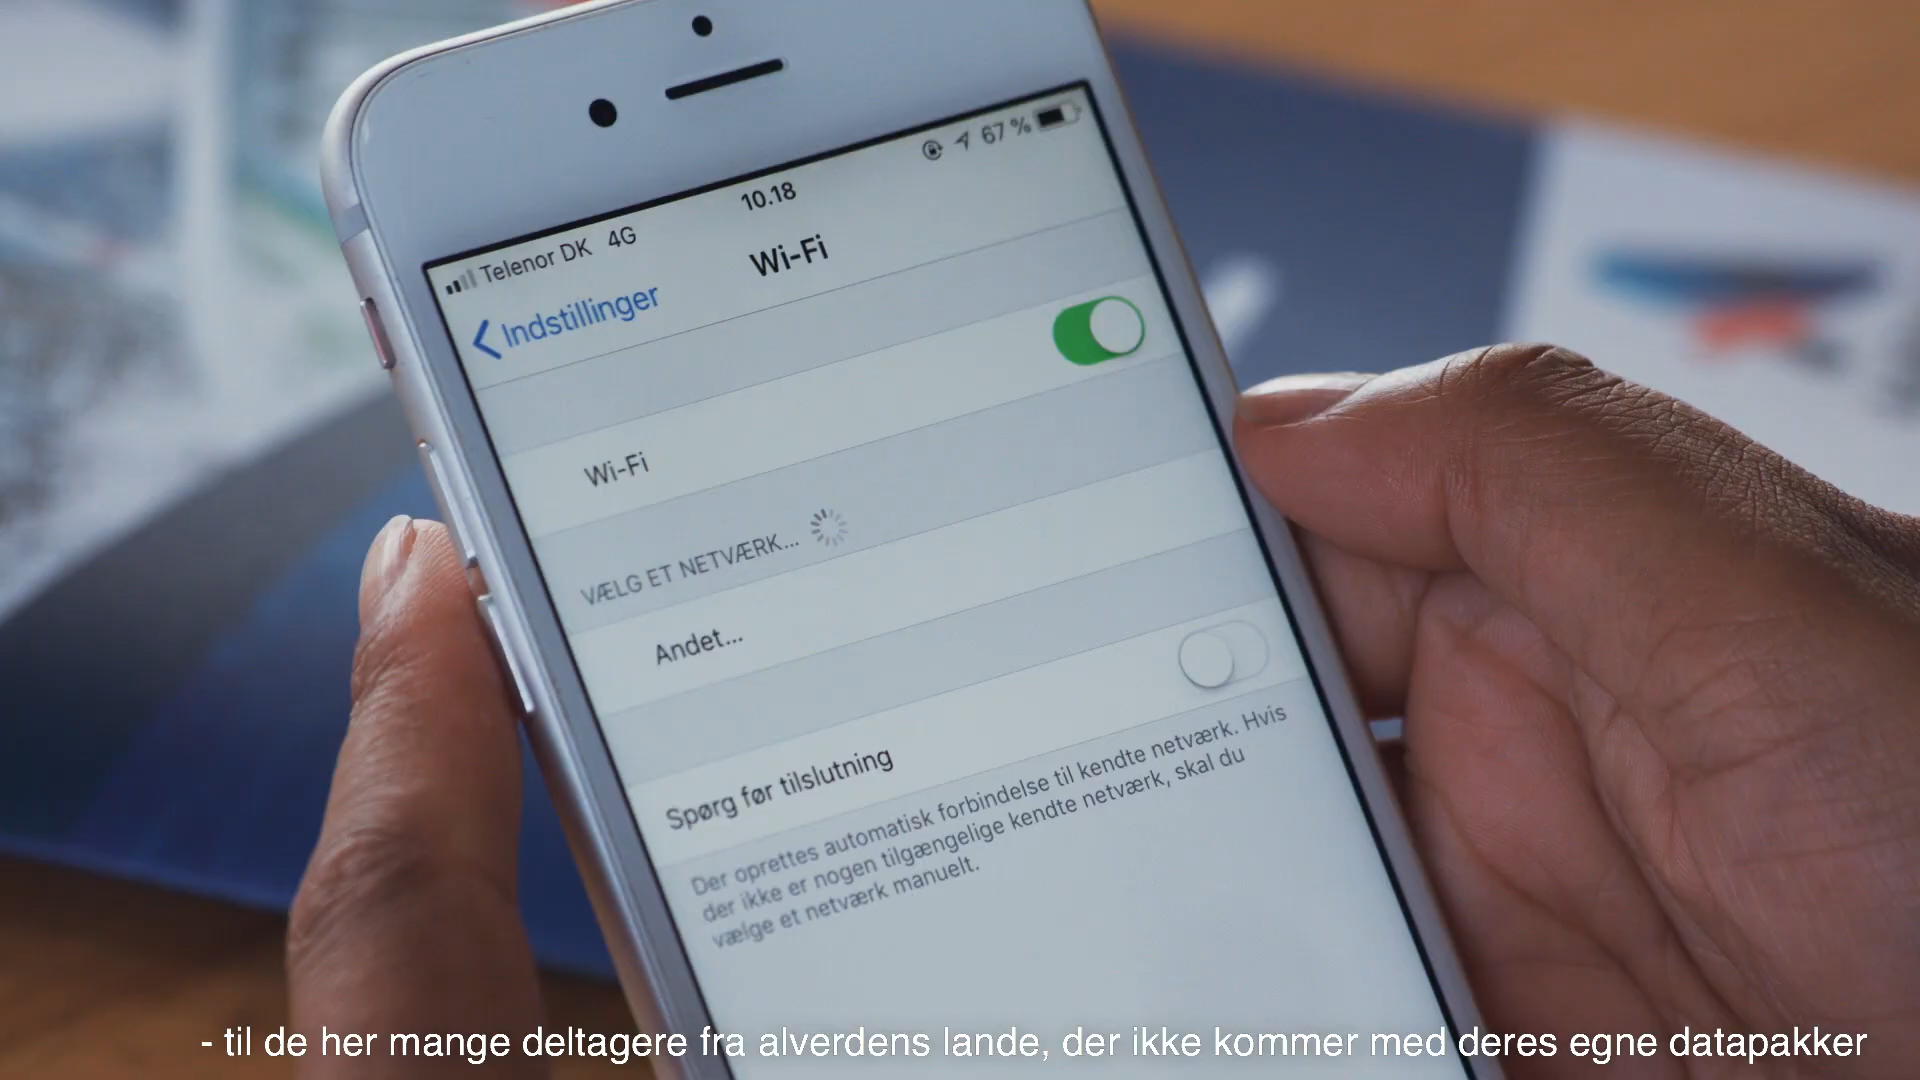 Telenor DK 4G 10.18 67 %
Indstillinger Wi-Fi
Wi-Fi
VÆLG ET NETVÆRK...
Andet...
Spørg før tilslutning
Der oprettes automatisk forbindelse til kendte netværk. Hvis
der ikke er nogen tilgængelige kendte netværk, skal du
vælge et netværk manuelt.
- til de her mange deltagere fra alverdens lande, der ikke kommer med deres egne datapakker